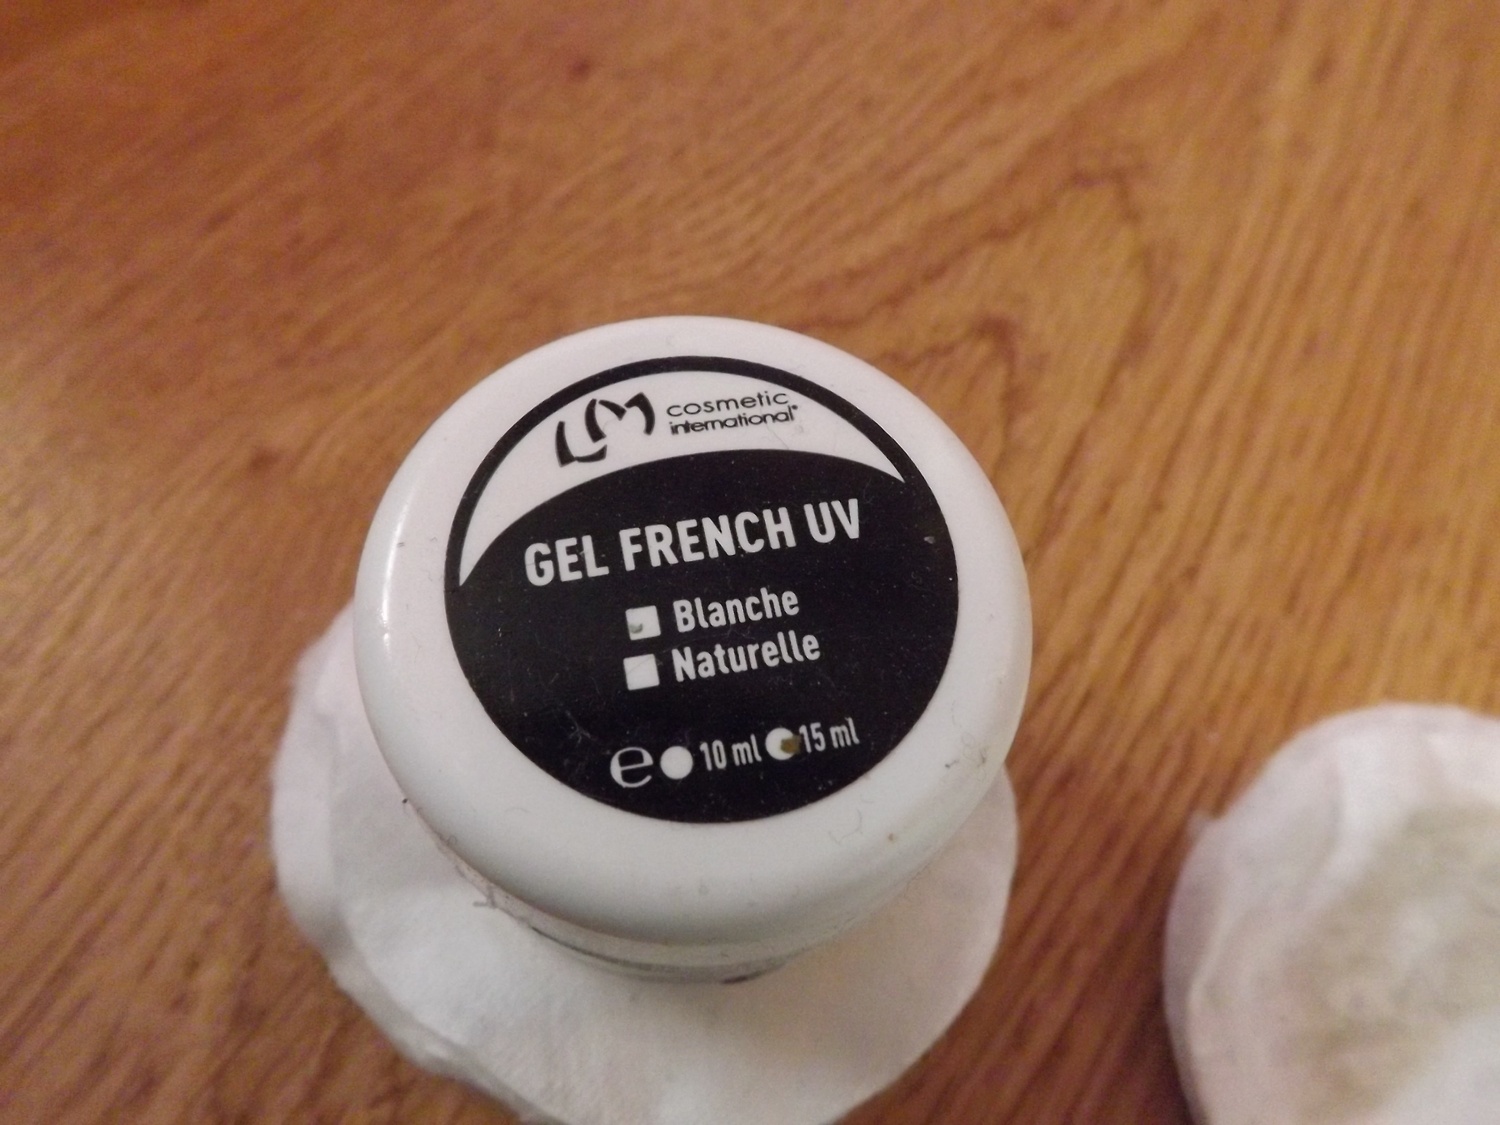 LM cosmetic
international®
GEL FRENCH UV
Blanche
Naturelle
℮ 10 ml 15 ml